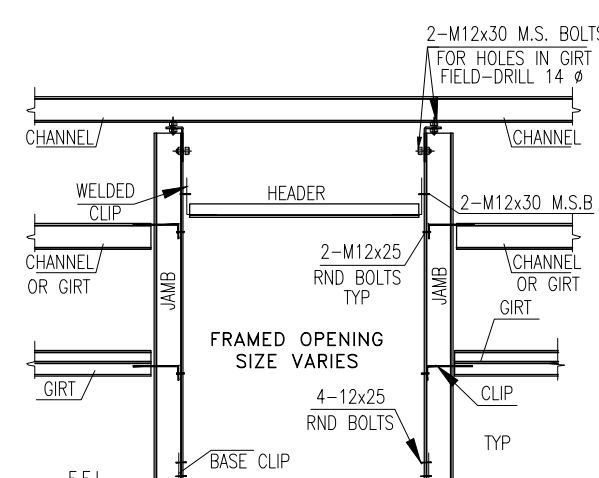 2-M12x30 M.S. BOLTS
FOR HOLES IN GIRT
FIELD-DRILL 14 ø
CHANNEL
CHANNEL
WELDED
CLIP
HEADER
2-M12x30 M.S.B
2-M12x25
RND BOLTS
TYP
CHANNEL
OR GIRT
JAMB
JAMB
CHANNEL
OR GIRT
GIRT
FRAMED OPENING
SIZE VARIES
GIRT
4-12x25
RND BOLTS
CLIP
TYP
BASE CLIP